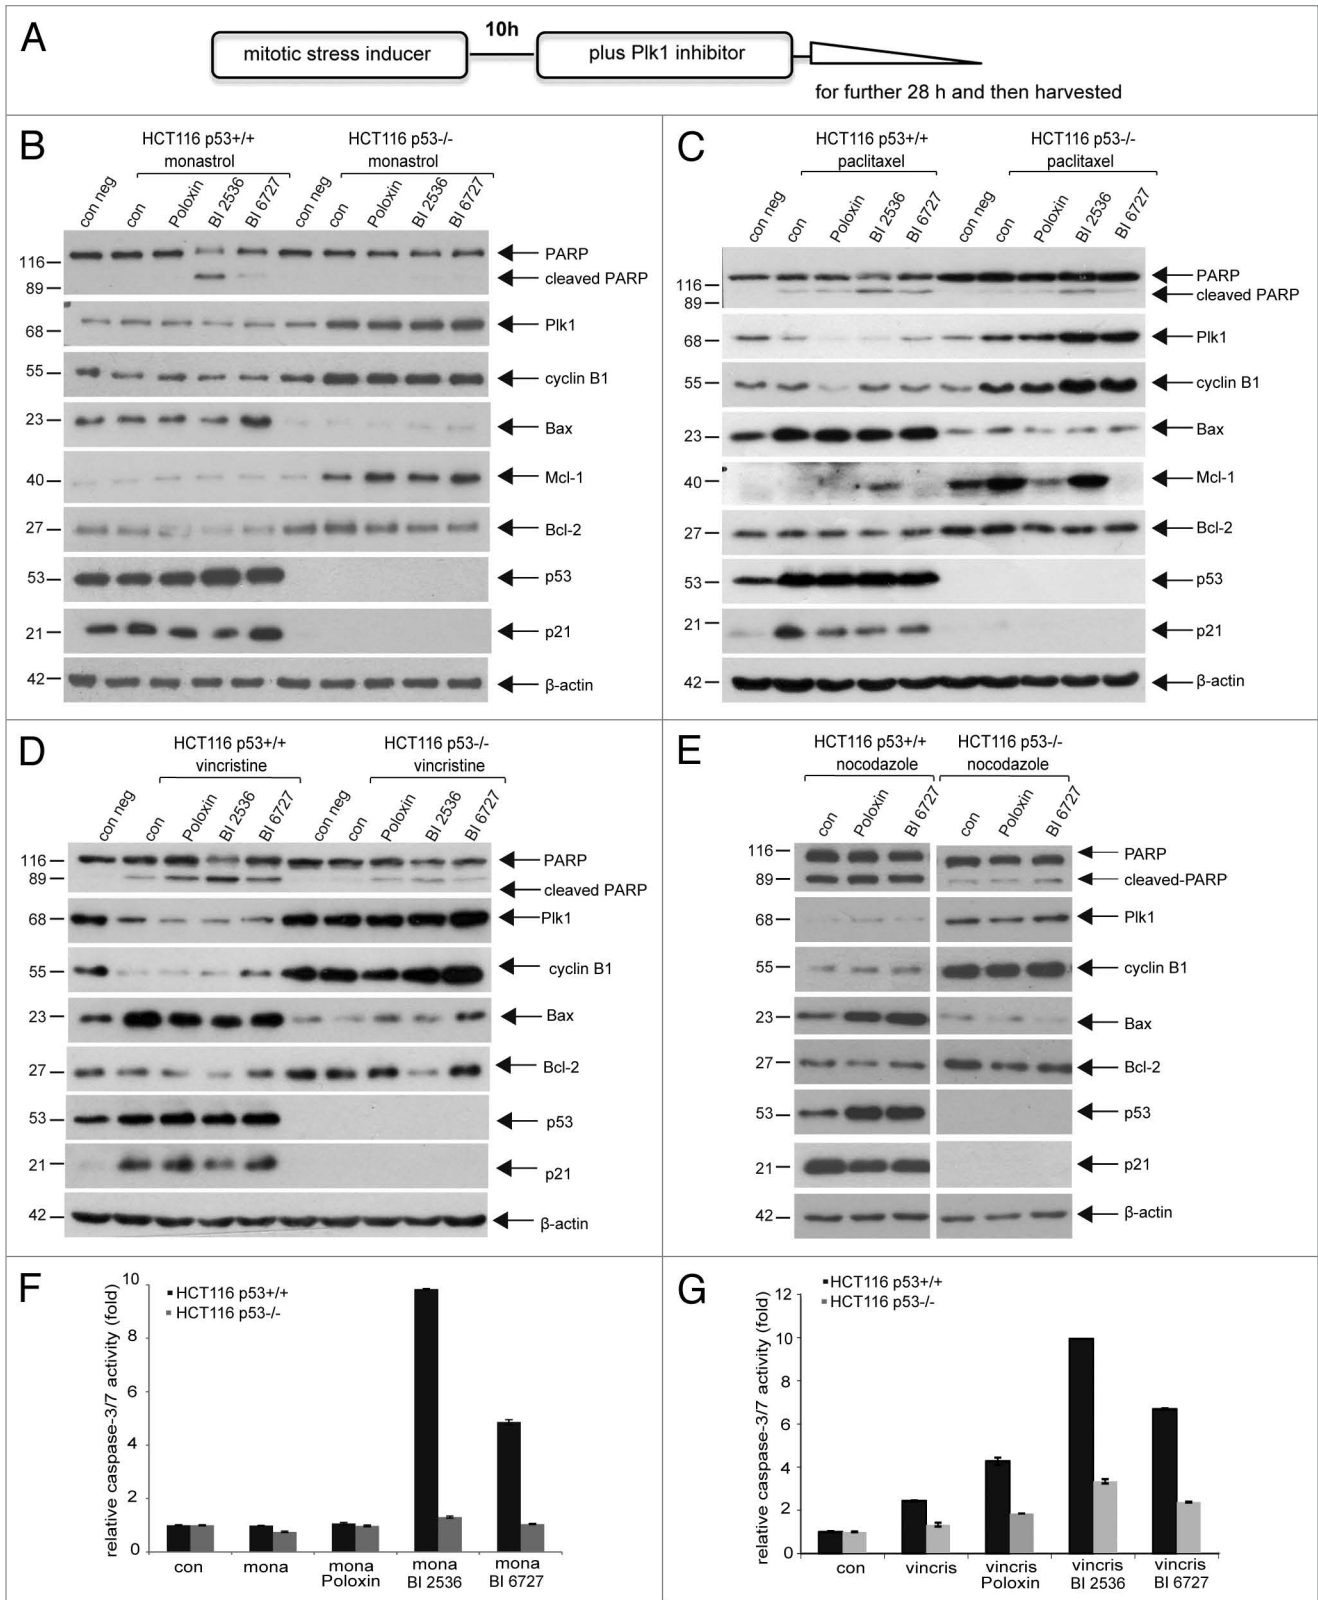 A
mitotic stress inducer
10h
plus Plk1 inhibitor
for further 28 h and then harvested
B
HCT116 p53+/+
monastrol
HCT116 p53-/-
monastrol
con neg
con
Poloxin
BI 2536
BI 6727
con neg
con
Poloxin
BI 2536
BI 6727
116
89
PARP
cleaved PARP
68
Plk1
55
cyclin B1
23
Bax
40
Mcl-1
27
Bcl-2
53
p53
21
p21
42
β-actin
C
HCT116 p53+/+
paclitaxel
HCT116 p53-/-
paclitaxel
con neg
con
Poloxin
BI 2536
BI 6727
con neg
con
Poloxin
BI 2536
BI 6727
116
89
PARP
cleaved PARP
68
Plk1
55
cyclin B1
23
Bax
40
Mcl-1
27
Bcl-2
53
p53
21
p21
42
β-actin
D
HCT116 p53+/+
vincristine
HCT116 p53-/-
vincristine
con neg
con
Poloxin
BI 2536
BI 6727
con neg
con
Poloxin
BI 2536
BI 6727
116
89
PARP
cleaved PARP
68
Plk1
55
cyclin B1
23
Bax
27
Bcl-2
53
p53
21
p21
42
β-actin
E
HCT116 p53+/+
nocodazole
HCT116 p53-/-
nocodazole
con
Poloxin
BI 6727
con
Poloxin
BI 6727
116
89
PARP
cleaved-PARP
68
Plk1
55
cyclin B1
23
Bax
27
Bcl-2
53
p53
21
p21
42
β-actin
F
relative caspase-3/7 activity (fold)
10
8
6
4
2
0
HCT116 p53+/+
HCT116 p53-/-
con
mona
mona
Poloxin
mona
BI 2536
mona
BI 6727
G
relative caspase-3/7 activity (fold)
12
10
8
6
4
2
0
HCT116 p53+/+
HCT116 p53-/-
con
vincris
vincris
Poloxin
vincris
BI 2536
vincris
BI 6727